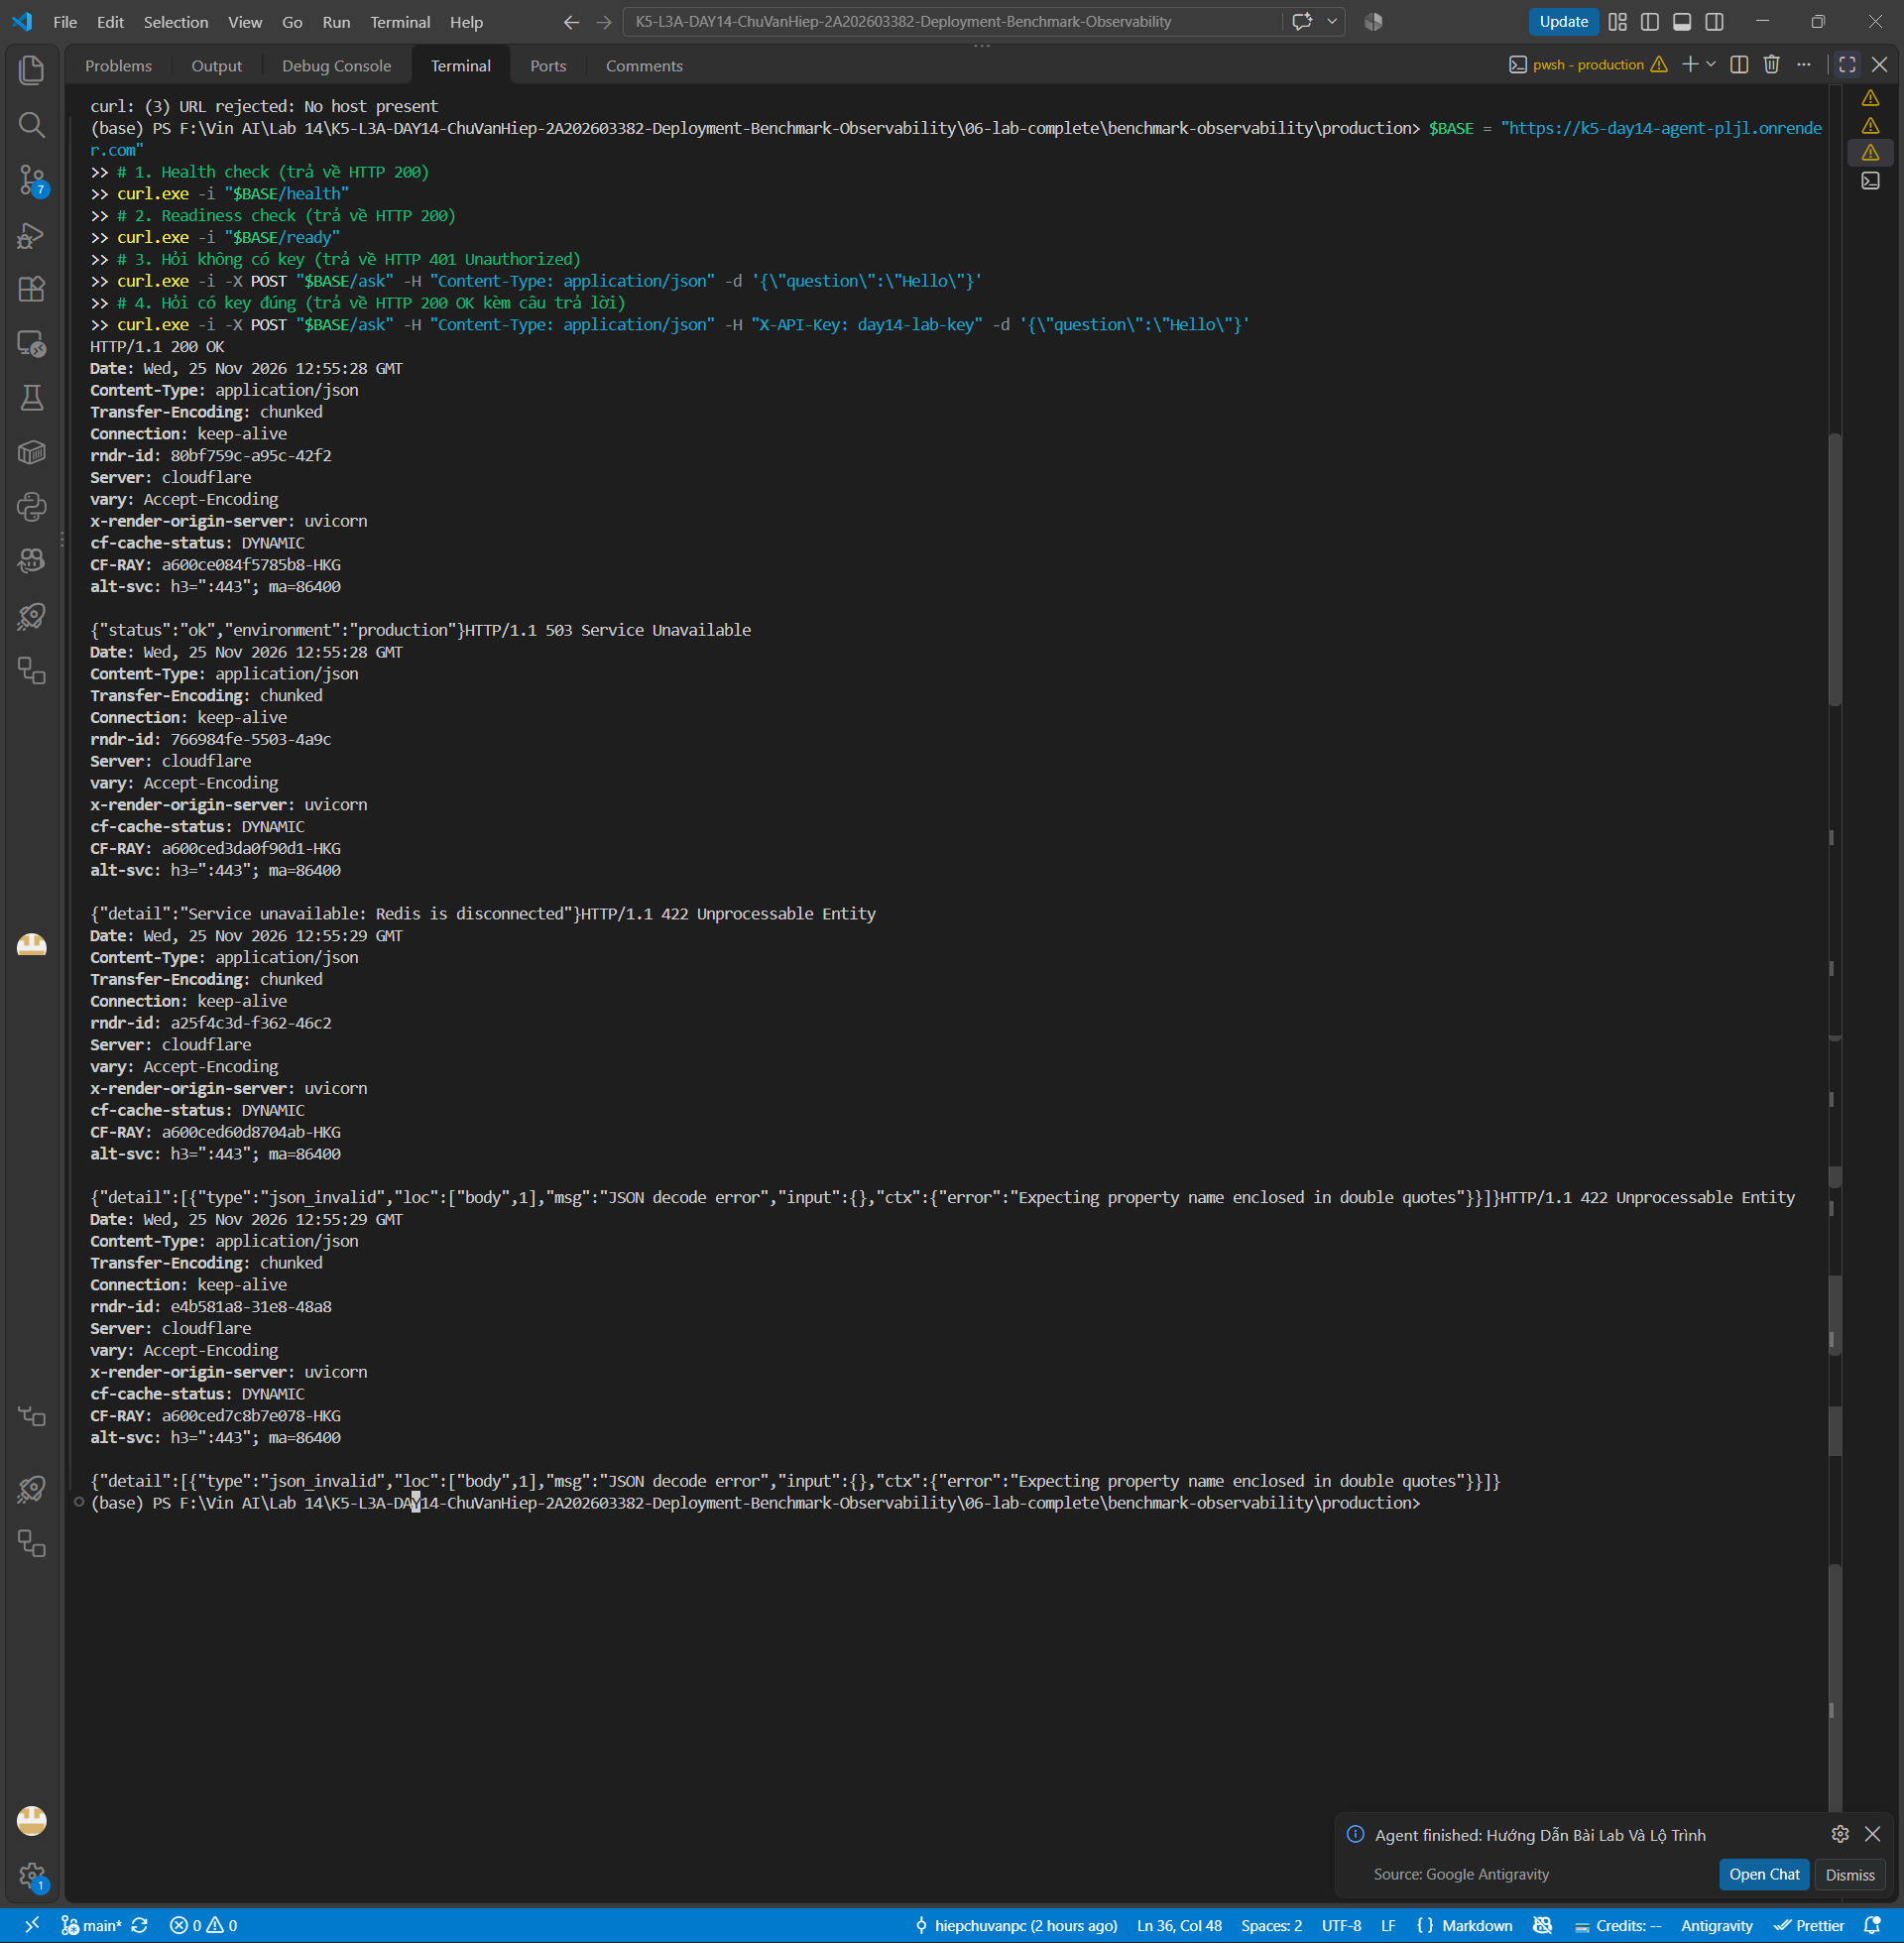 File Edit Selection View Go Run Terminal Help
K5-L3A-DAY14-ChuVanHiep-2A202603382-Deployment-Benchmark-Observability
Update
Problems Output Debug Console Terminal Ports Comments
pwsh - production
curl: (3) URL rejected: No host present
(base) PS F:\Vin AI\Lab 14\K5-L3A-DAY14-ChuVanHiep-2A202603382-Deployment-Benchmark-Observability\06-lab-complete\benchmark-observability\production> $BASE = "https://k5-day14-agent-pljl.onrende
r.com"
>> # 1. Health check (trả về HTTP 200)
>> curl.exe -i "$BASE/health"
>> # 2. Readiness check (trả về HTTP 200)
>> curl.exe -i "$BASE/ready"
>> # 3. Hỏi không có key (trả về HTTP 401 Unauthorized)
>> curl.exe -i -X POST "$BASE/ask" -H "Content-Type: application/json" -d '{\"question\":\"Hello\"}'
>> # 4. Hỏi có key đúng (trả về HTTP 200 OK kèm câu trả lời)
>> curl.exe -i -X POST "$BASE/ask" -H "Content-Type: application/json" -H "X-API-Key: day14-lab-key" -d '{\"question\":\"Hello\"}'
HTTP/1.1 200 OK
Date: Wed, 25 Nov 2026 12:55:28 GMT
Content-Type: application/json
Transfer-Encoding: chunked
Connection: keep-alive
rndr-id: 80bf759c-a95c-42f2
Server: cloudflare
vary: Accept-Encoding
x-render-origin-server: uvicorn
cf-cache-status: DYNAMIC
CF-RAY: a600ce084f5785b8-HKG
alt-svc: h3=":443"; ma=86400
{"status":"ok","environment":"production"}HTTP/1.1 503 Service Unavailable
Date: Wed, 25 Nov 2026 12:55:28 GMT
Content-Type: application/json
Transfer-Encoding: chunked
Connection: keep-alive
rndr-id: 766984fe-5503-4a9c
Server: cloudflare
vary: Accept-Encoding
x-render-origin-server: uvicorn
cf-cache-status: DYNAMIC
CF-RAY: a600ced3da0f90d1-HKG
alt-svc: h3=":443"; ma=86400
{"detail":"Service unavailable: Redis is disconnected"}HTTP/1.1 422 Unprocessable Entity
Date: Wed, 25 Nov 2026 12:55:29 GMT
Content-Type: application/json
Transfer-Encoding: chunked
Connection: keep-alive
rndr-id: a25f4c3d-f362-46c2
Server: cloudflare
vary: Accept-Encoding
x-render-origin-server: uvicorn
cf-cache-status: DYNAMIC
CF-RAY: a600ced60d8704ab-HKG
alt-svc: h3=":443"; ma=86400
{"detail":[{"type":"json_invalid","loc":["body",1],"msg":"JSON decode error","input":{},"ctx":{"error":"Expecting property name enclosed in double quotes"}}]}HTTP/1.1 422 Unprocessable Entity
Date: Wed, 25 Nov 2026 12:55:29 GMT
Content-Type: application/json
Transfer-Encoding: chunked
Connection: keep-alive
rndr-id: e4b581a8-31e8-48a8
Server: cloudflare
vary: Accept-Encoding
x-render-origin-server: uvicorn
cf-cache-status: DYNAMIC
CF-RAY: a600ced7c8b7e078-HKG
alt-svc: h3=":443"; ma=86400
{"detail":[{"type":"json_invalid","loc":["body",1],"msg":"JSON decode error","input":{},"ctx":{"error":"Expecting property name enclosed in double quotes"}}]}
(base) PS F:\Vin AI\Lab 14\K5-L3A-DAY14-ChuVanHiep-2A202603382-Deployment-Benchmark-Observability\06-lab-complete\benchmark-observability\production>
7
1
Agent finished: Hướng Dẫn Bài Lab Và Lộ Trình
Source: Google Antigravity
Open Chat Dismiss
main* 0 0 hiepchuvanpc (2 hours ago) Ln 36, Col 48 Spaces: 2 UTF-8 LF { } Markdown Credits: -- Antigravity Prettier